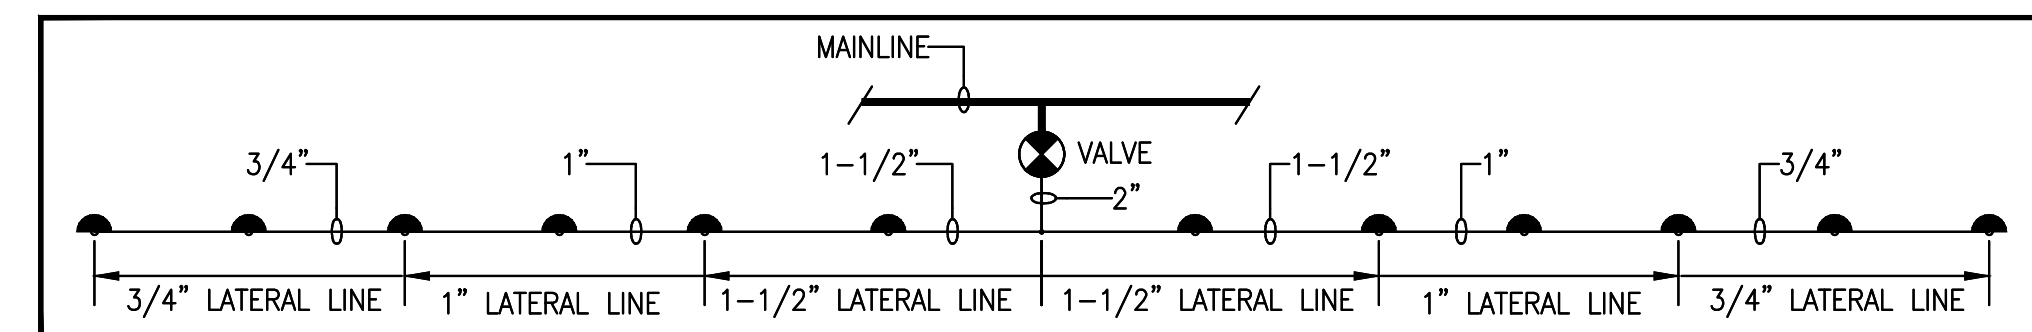 MAINLINE
3/4" 1" 1-1/2" VALVE 1-1/2" 1" 3/4"
2"
3/4" LATERAL LINE 1" LATERAL LINE 1-1/2" LATERAL LINE 1-1/2" LATERAL LINE 1" LATERAL LINE 3/4" LATERAL LINE